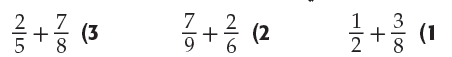 (1 1/2 + 3/8 (2 7/9 + 2/6 (3 2/5 + 7/8